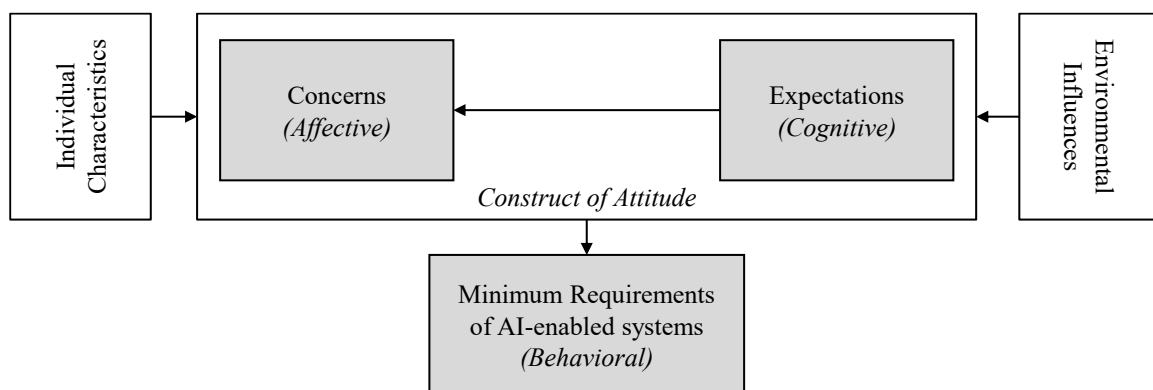 Individual
Characteristics
Concerns
(Affective)
Expectations
(Cognitive)
Construct of Attitude
Environmental
Influences
Minimum Requirements
of AI-enabled systems
(Behavioral)